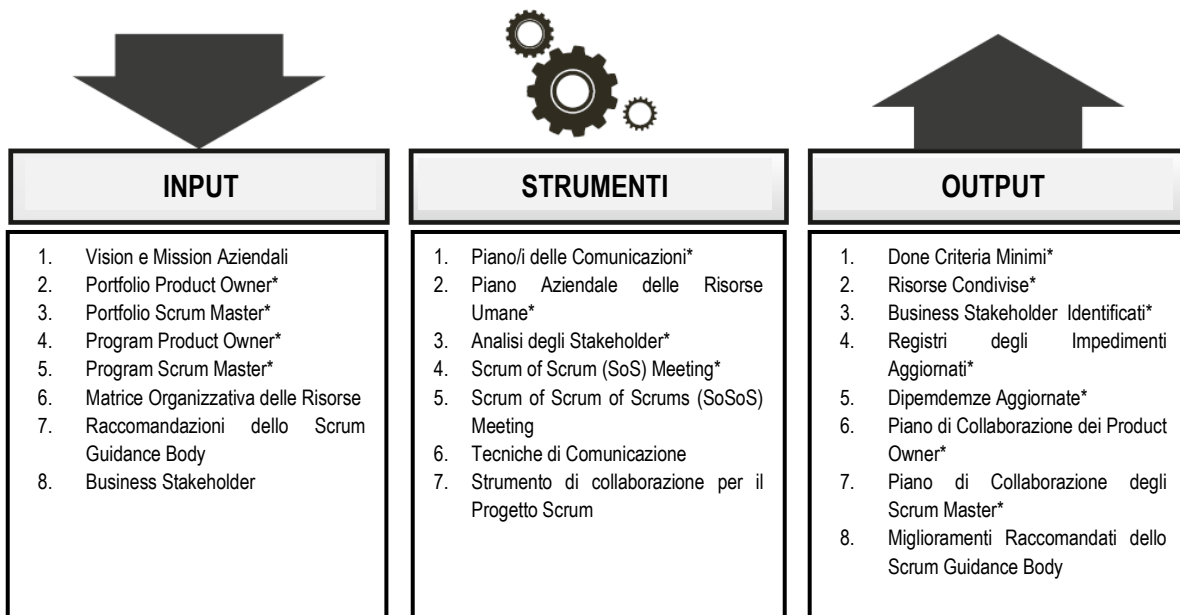 INPUT
1. Vision e Mission Aziendali
2. Portfolio Product Owner*
3. Portfolio Scrum Master*
4. Program Product Owner*
5. Program Scrum Master*
6. Matrice Organizzativa delle Risorse
7. Raccomandazioni dello Scrum
Guidance Body
8. Business Stakeholder
STRUMENTI
1. Piano/i delle Comunicazioni*
2. Piano Aziendale delle Risorse
Umane*
3. Analisi degli Stakeholder*
4. Scrum of Scrum (SoS) Meeting*
5. Scrum of Scrum of Scrums (SoSoS)
Meeting
6. Tecniche di Comunicazione
7. Strumento di collaborazione per il
Progetto Scrum
OUTPUT
1. Done Criteria Minimi*
2. Risorse Condivise*
3. Business Stakeholder Identificati*
4. Registri degli Impedimenti
Aggiornati*
5. Dipemdemze Aggiornate*
6. Piano di Collaborazione dei Product
Owner*
7. Piano di Collaborazione degli
Scrum Master*
8. Miglioramenti Raccomandati dello
Scrum Guidance Body